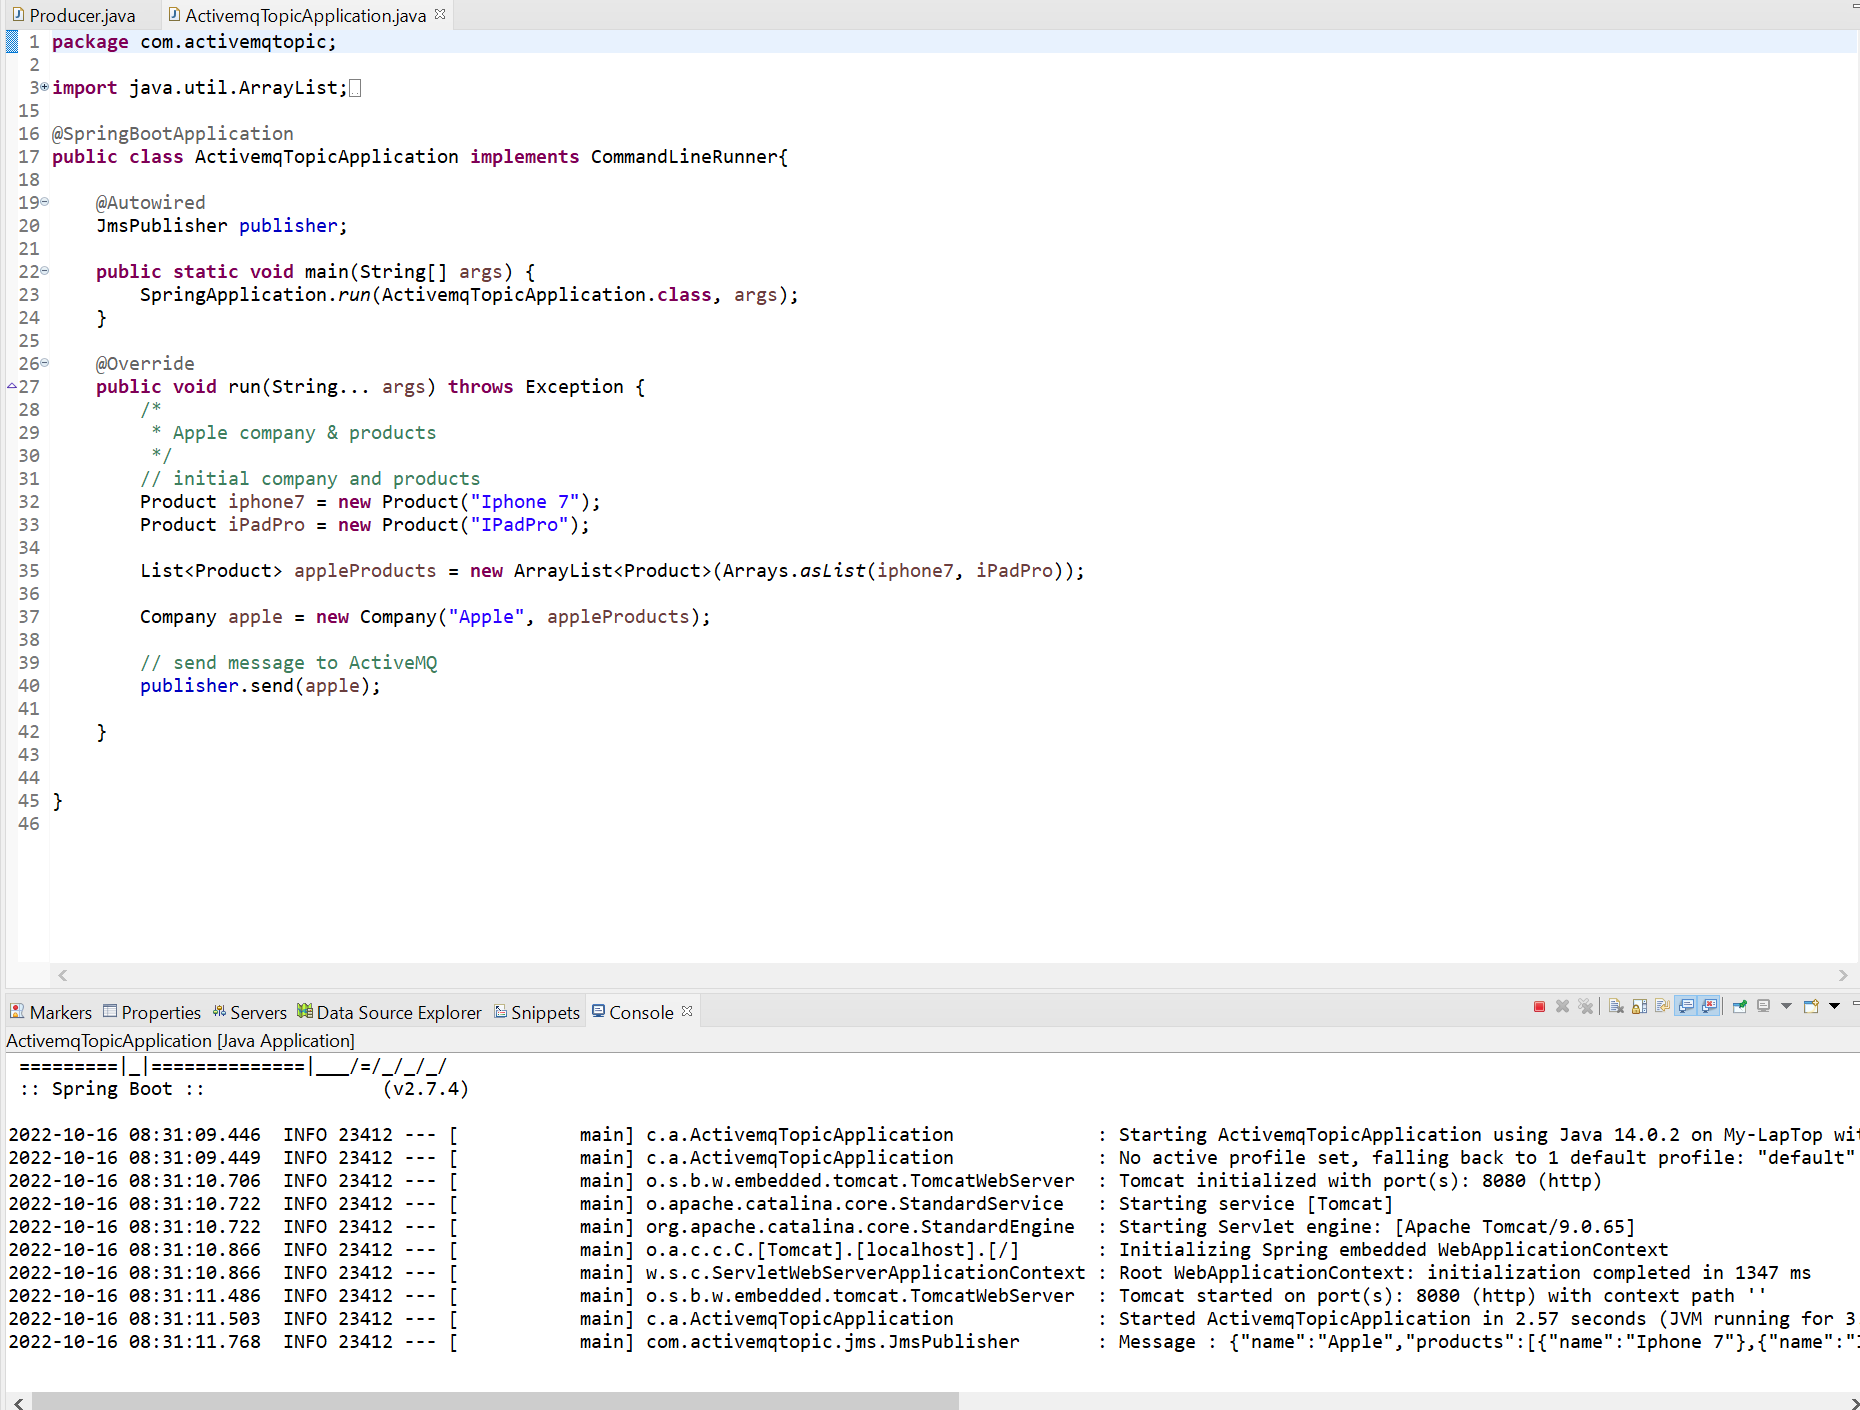 Producer.java ActivemqTopicApplication.java
1 package com.activemqtopic;
2
3 import java.util.ArrayList;
15
16 @SpringBootApplication
17 public class ActivemqTopicApplication implements CommandLineRunner{
18
19     @Autowired
20     JmsPublisher publisher;
21
22     public static void main(String[] args) {
23         SpringApplication.run(ActivemqTopicApplication.class, args);
24     }
25
26     @Override
27     public void run(String... args) throws Exception {
28         /*
29          * Apple company & products
30          */
31         // initial company and products
32         Product iphone7 = new Product("Iphone 7");
33         Product iPadPro = new Product("IPadPro");
34
35         List<Product> appleProducts = new ArrayList<Product>(Arrays.asList(iphone7, iPadPro));
36
37         Company apple = new Company("Apple", appleProducts);
38
39         // send message to ActiveMQ
40         publisher.send(apple);
41
42     }
43
44
45 }
46
Markers Properties Servers Data Source Explorer Snippets Console
ActivemqTopicApplication [Java Application]
 =========|_|==============|___/=/_/_/_/
 :: Spring Boot ::                (v2.7.4)
2022-10-16 08:31:09.446  INFO 23412 --- [           main] c.a.ActivemqTopicApplication             : Starting ActivemqTopicApplication using Java 14.0.2 on My-LapTop wit
2022-10-16 08:31:09.449  INFO 23412 --- [           main] c.a.ActivemqTopicApplication             : No active profile set, falling back to 1 default profile: "default"
2022-10-16 08:31:10.706  INFO 23412 --- [           main] o.s.b.w.embedded.tomcat.TomcatWebServer  : Tomcat initialized with port(s): 8080 (http)
2022-10-16 08:31:10.722  INFO 23412 --- [           main] o.apache.catalina.core.StandardService   : Starting service [Tomcat]
2022-10-16 08:31:10.722  INFO 23412 --- [           main] org.apache.catalina.core.StandardEngine  : Starting Servlet engine: [Apache Tomcat/9.0.65]
2022-10-16 08:31:10.866  INFO 23412 --- [           main] o.a.c.c.C.[Tomcat].[localhost].[/]       : Initializing Spring embedded WebApplicationContext
2022-10-16 08:31:10.866  INFO 23412 --- [           main] w.s.c.ServletWebServerApplicationContext : Root WebApplicationContext: initialization completed in 1347 ms
2022-10-16 08:31:11.486  INFO 23412 --- [           main] o.s.b.w.embedded.tomcat.TomcatWebServer  : Tomcat started on port(s): 8080 (http) with context path ''
2022-10-16 08:31:11.503  INFO 23412 --- [           main] c.a.ActivemqTopicApplication             : Started ActivemqTopicApplication in 2.57 seconds (JVM running for 3
2022-10-16 08:31:11.768  INFO 23412 --- [           main] com.activemqtopic.jms.JmsPublisher       : Message : {"name":"Apple","products":[{"name":"Iphone 7"},{"name":"